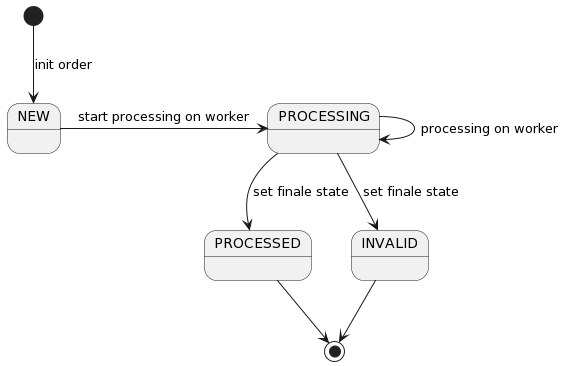 init order
NEW
start processing on worker
PROCESSING
processing on worker
set finale state
set finale state
PROCESSED
INVALID